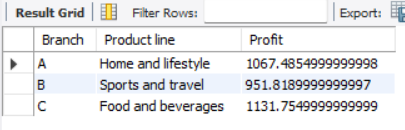 Result Grid Filter Rows: Export:
Branch Product line Profit
A Home and lifestyle 1067.4854999999998
B Sports and travel 951.8189999999997
C Food and beverages 1131.7549999999999